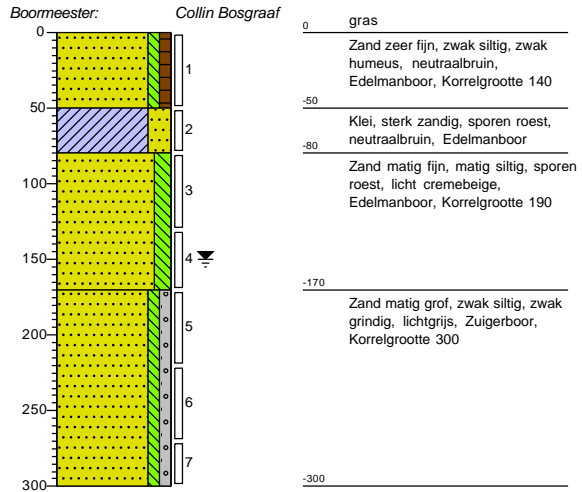 Boormeester: Collin Bosgraaf
0
50
100
150
200
250
300
1
2
3
4
5
6
7
0 gras
Zand zeer fijn, zwak siltig, zwak
humeus, neutraalbruin,
Edelmanboor, Korrelgrootte 140
-50
Klei, sterk zandig, sporen roest,
neutraalbruin, Edelmanboor
-80
Zand matig fijn, matig siltig, sporen
roest, licht cremebeige,
Edelmanboor, Korrelgrootte 190
-170
Zand matig grof, zwak siltig, zwak
grindig, lichtgrijs, Zuigerboor,
Korrelgrootte 300
-300